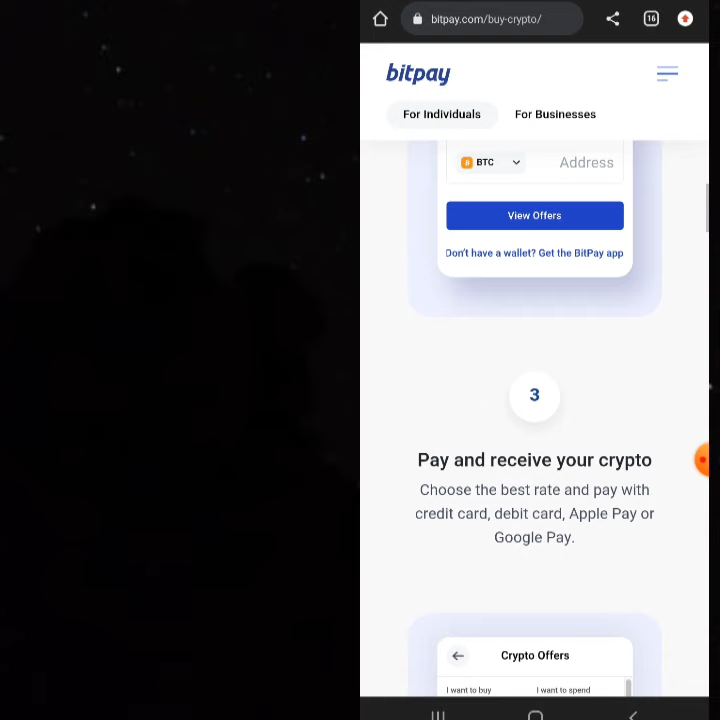 bitpay.com/buy-crypto/
16
bitpay
For Individuals
For Businesses
BTC
Address
View Offers
Don't have a wallet? Get the BitPay app
3
Pay and receive your crypto
Choose the best rate and pay with
credit card, debit card, Apple Pay or
Google Pay.
Crypto Offers
I want to buy
I want to spend